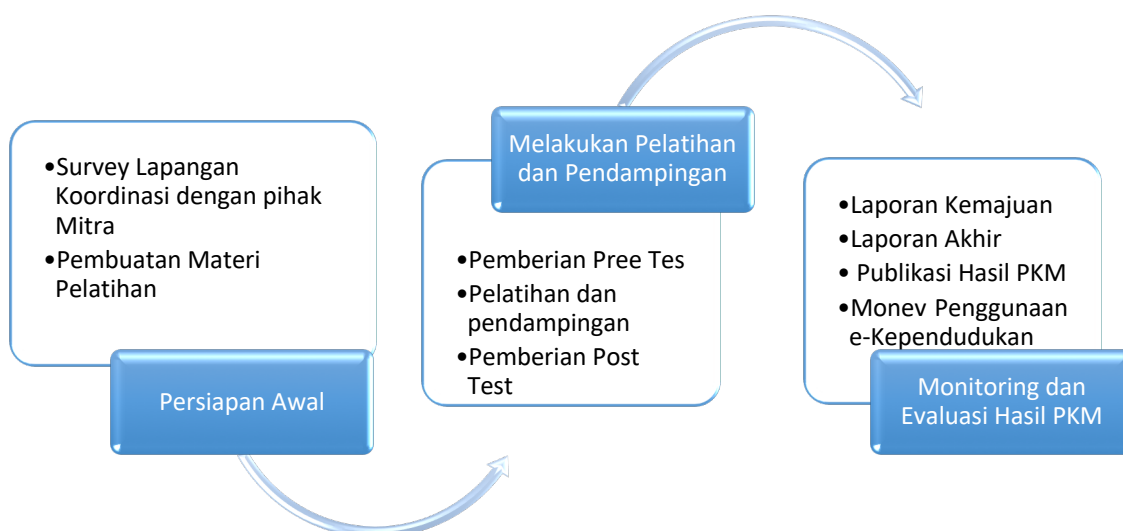 •Survey Lapangan
Koordinasi dengan pihak
Mitra
•Pembuatan Materi
Pelatihan
Persiapan Awal
Melakukan Pelatihan
dan Pendampingan
•Pemberian Pree Tes
•Pelatihan dan
pendampingan
•Pemberian Post
Test
•Laporan Kemajuan
•Laporan Akhir
• Publikasi Hasil PKM
•Monev Penggunaan
e-Kependudukan
Monitoring dan
Evaluasi Hasil PKM